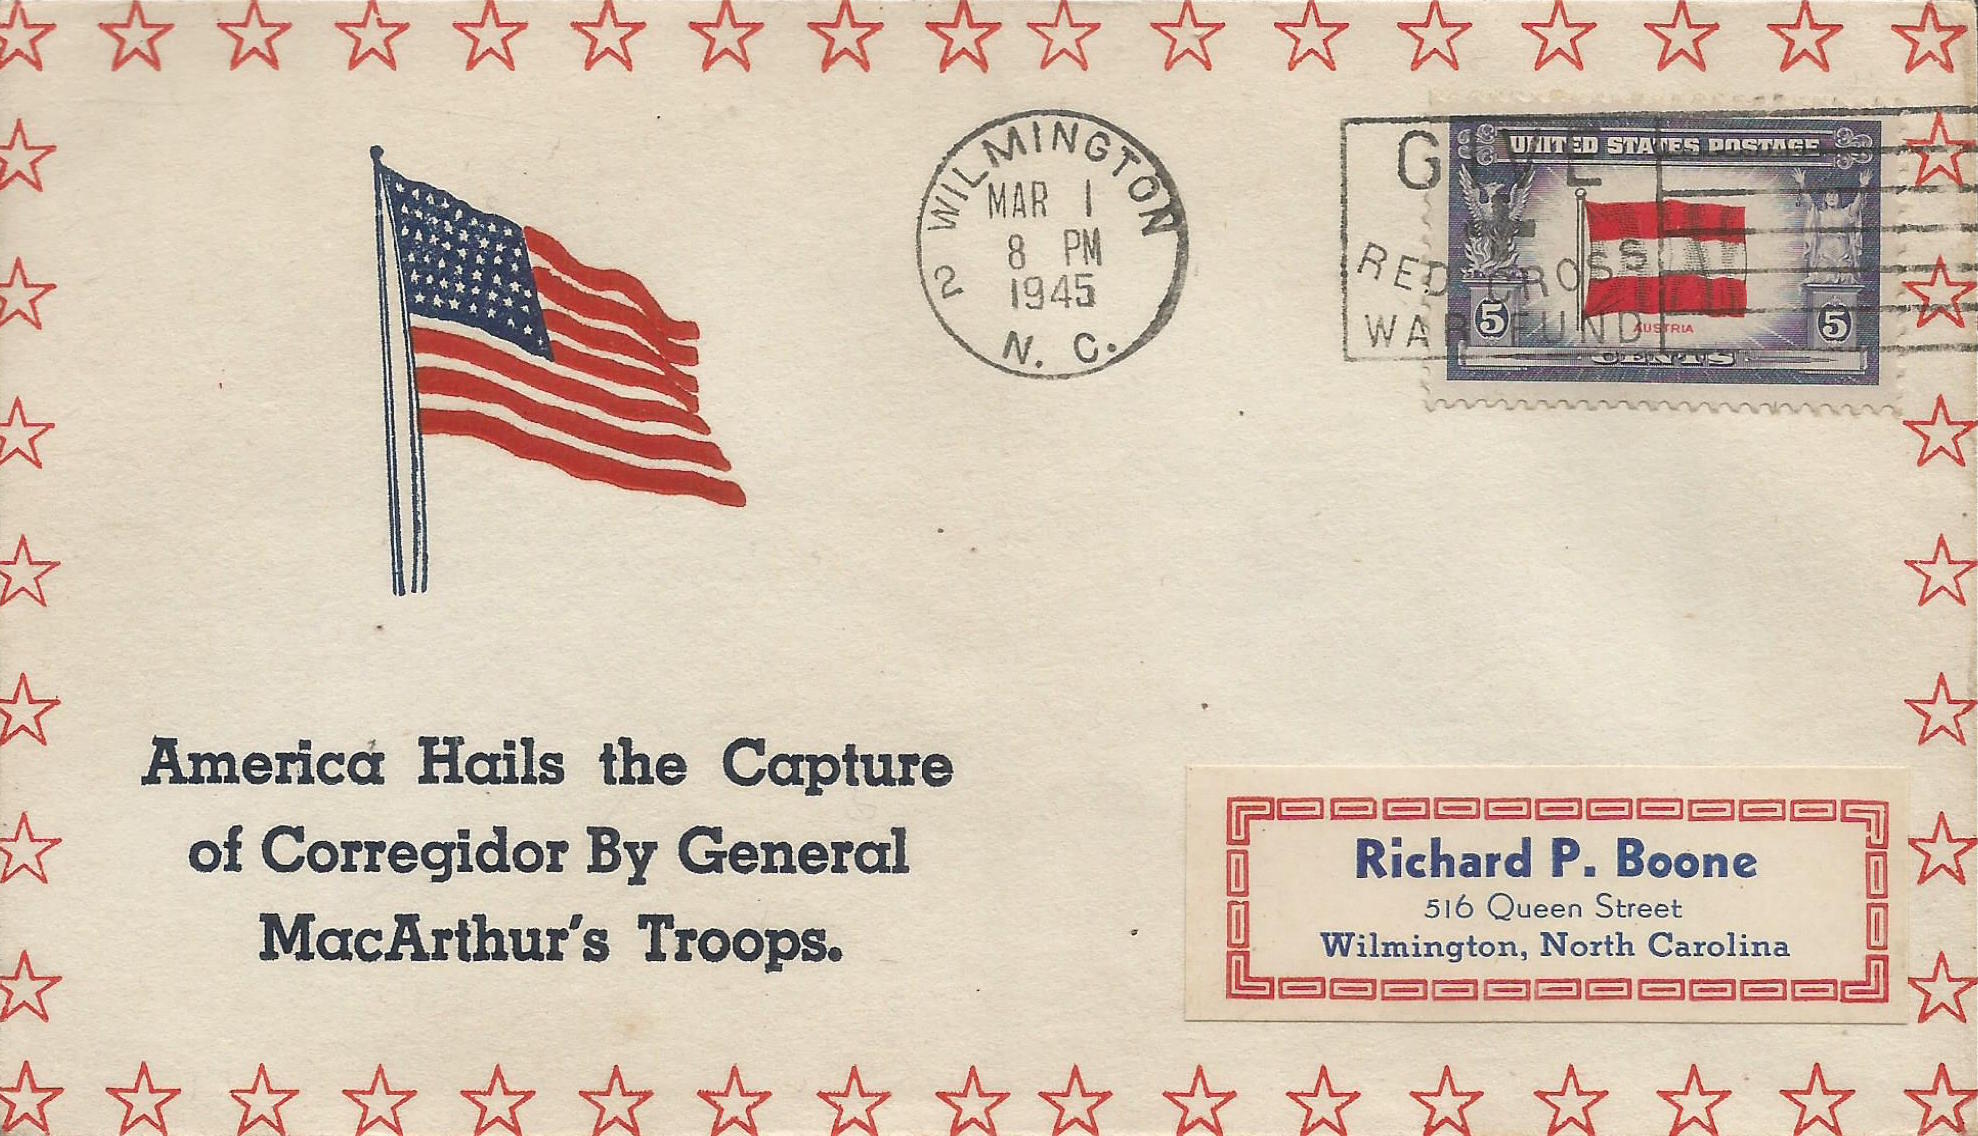 2 WILMINGTON
MAR 1
8 PM
1945
N. C.
GIVE
RED CROSS
WAR FUND
UNITED STATES POSTAGE
5 5
AUSTRIA
CENTS
America Hails the Capture
of Corregidor By General
MacArthur's Troops.
Richard P. Boone
516 Queen Street
Wilmington, North Carolina